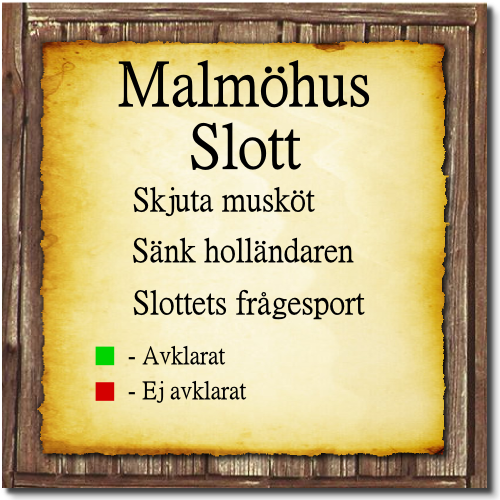 Malmöhus
Slott
Skjuta musköt
Sänk holländaren
Slottets frågesport
- Avklarat
- Ej avklarat